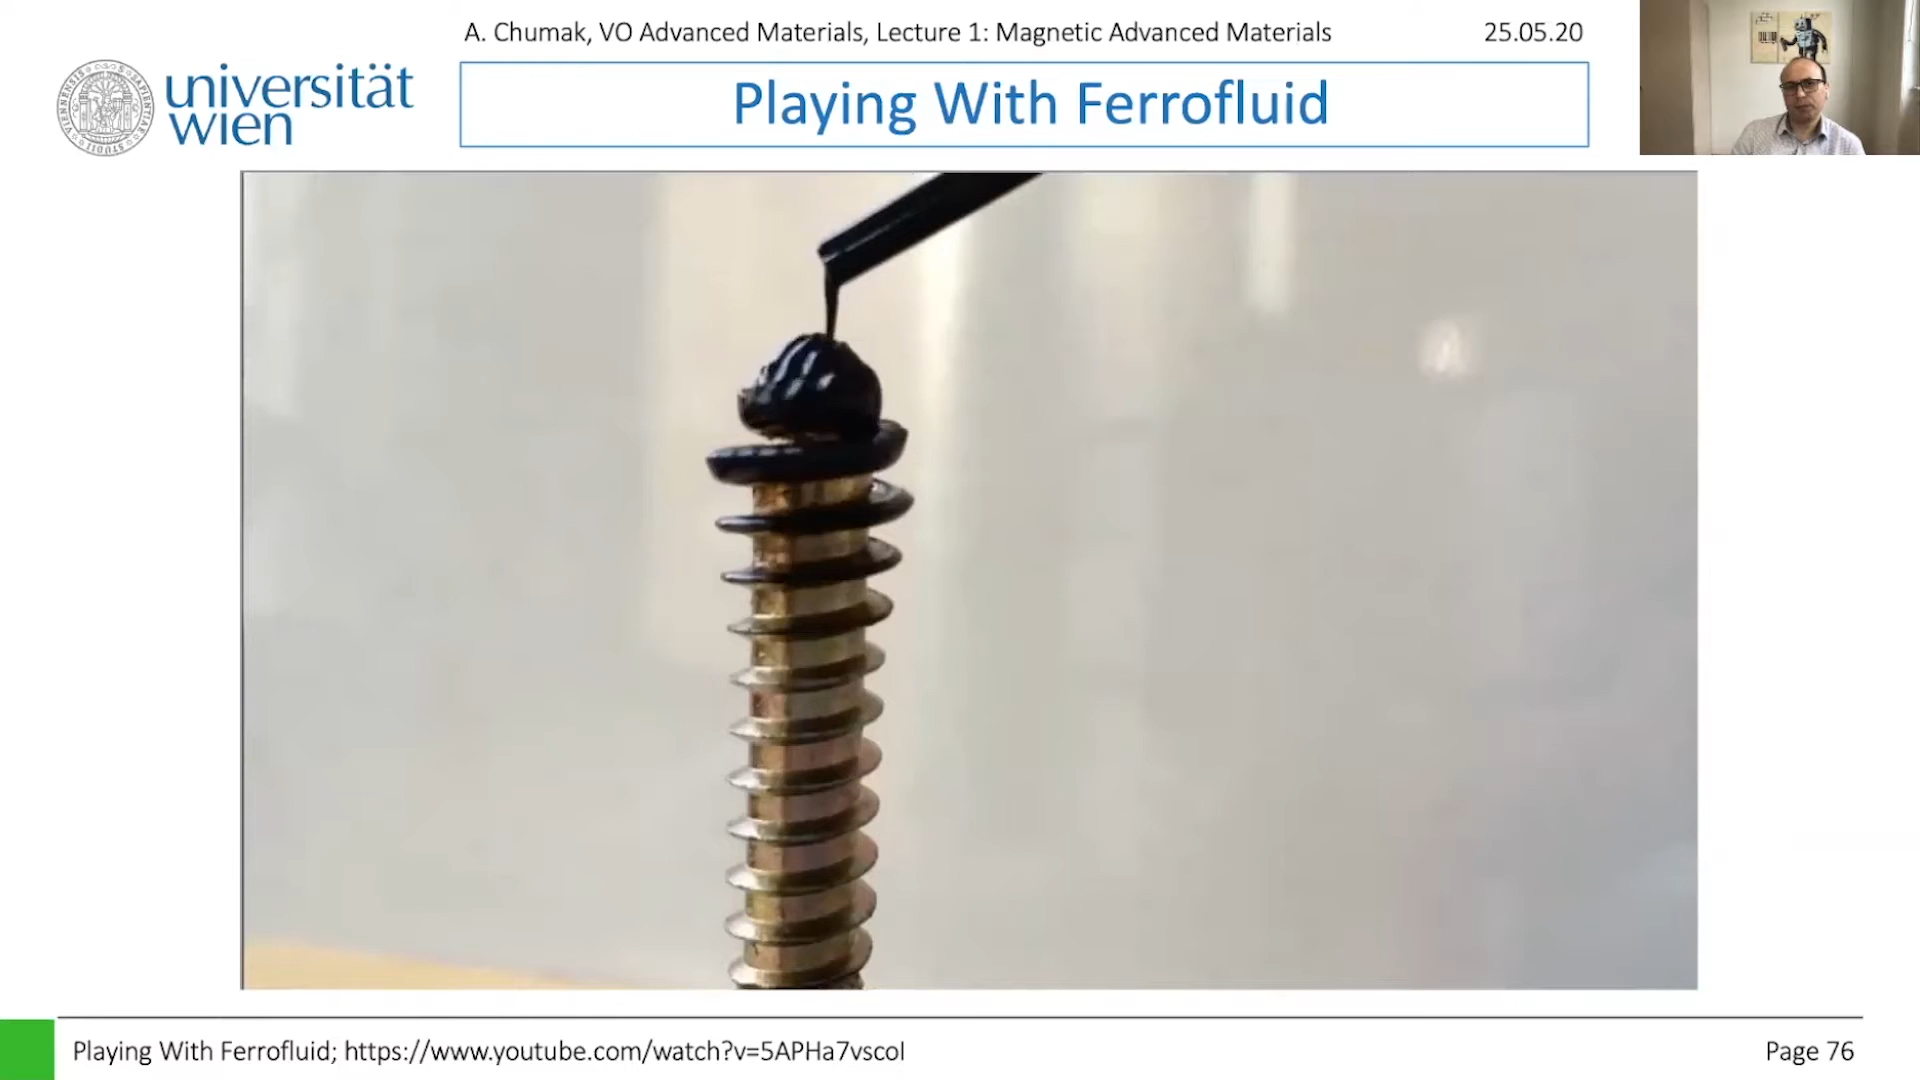 A. Chumak, VO Advanced Materials, Lecture 1: Magnetic Advanced Materials
25.05.20
universität
wien
Playing With Ferrofluid
Playing With Ferrofluid; https://www.youtube.com/watch?v=5APHa7vscoI
Page 76